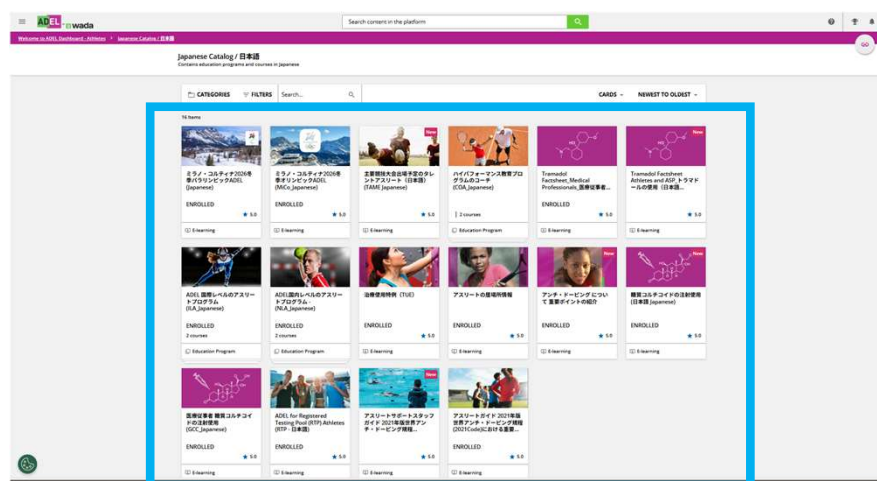 ADEL by wada
Search content in the platform
Welcome to ADEL Dashboard - Athletes
Japanese Catalog / 日本語
GG
Japanese Catalog / 日本語
Contains education programs and courses in Japanese
CATEGORIES
FILTERS
Search...
CARDS
NEWEST TO OLDEST
16 items
ミラノ・コルティナ2026冬
季パラリンピックADEL
(Japanese)
ENROLLED
5.0
E-learning
ミラノ・コルティナ2026冬
季オリンピックADEL
(MiCo_Japanese)
ENROLLED
5.0
E-learning
New
主要競技大会出場予定のタレ
ントアスリート（日本語）
(TAME Japanese)
5.0
E-learning
ハイパフォーマンス教育プロ
グラムのコーチ
(COA_Japanese)
2 courses
Education Program
Tramadol
Factsheet_Medical
Professionals_医療従事者...
ENROLLED
5.0
E-learning
New
Tramadol Factsheet
Athletes and ASP_トラマド
ールの使用（日本語...
5.0
E-learning
ADEL 国際レベルのアスリー
トプログラム
(ILA_Japanese)
ENROLLED
2 courses
Education Program
ADEL国内レベルのアスリー
トプログラム -
(NLA_Japanese)
ENROLLED
2 courses
Education Program
治療使用特例（TUE）
ENROLLED
5.0
E-learning
アスリートの居場所情報
ENROLLED
5.0
E-learning
New
アンチ・ドーピング につい
て 重要ポイントの紹介
ENROLLED
5.0
E-learning
New
糖質コルチコイドの注射使用
(日本語 Japanese)
ENROLLED
5.0
E-learning
医療従事者 糖質コルチコイ
ドの注射使用
(GCC_Japanese)
ENROLLED
5.0
E-learning
ADEL for Registered
Testing Pool (RTP) Athletes
(RTP - 日本語)
ENROLLED
5.0
E-learning
New
アスリートサポートスタッフ
ガイド 2021年版世界アン
チ・ドーピング規程...
5.0
E-learning
アスリートガイド 2021年版
世界アンチ・ドーピング規程
(2021Code)における重要...
ENROLLED
5.0
E-learning